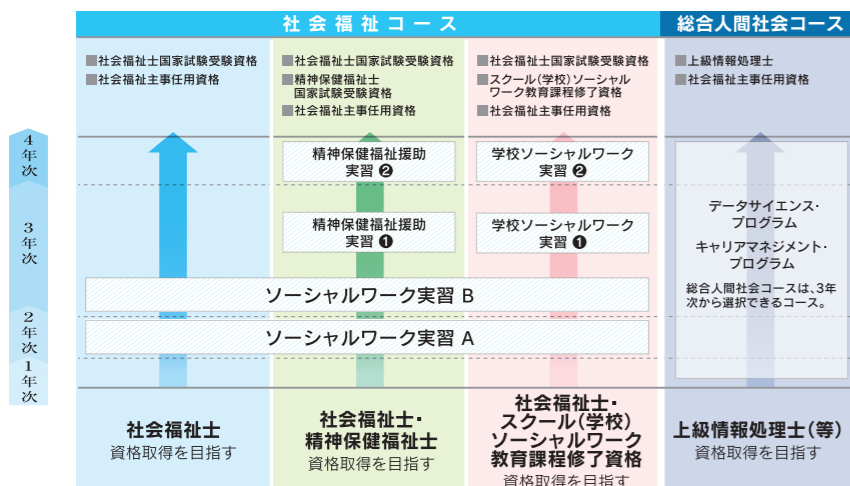 社会福祉コース
総合人間社会コース
■社会福祉士国家試験受験資格
■社会福祉主事任用資格
■社会福祉士国家試験受験資格
■精神保健福祉士
国家試験受験資格
■社会福祉主事任用資格
■社会福祉士国家試験受験資格
■スクール(学校)ソーシャル
ワーク教育課程修了資格
■社会福祉主事任用資格
■上級情報処理士
■社会福祉主事任用資格
4年次
3年次
2年次
1年次
精神保健福祉援助
実習 ❷
学校ソーシャルワーク
実習 ❷
精神保健福祉援助
実習 ❶
学校ソーシャルワーク
実習 ❶
ソーシャルワーク実習 B
ソーシャルワーク実習 A
データサイエンス・
プログラム
キャリアマネジメント・
プログラム
総合人間社会コースは、3年
次から選択できるコース。
社会福祉士
資格取得を目指す
社会福祉士・
精神保健福祉士
資格取得を目指す
社会福祉士・
スクール(学校)
ソーシャルワーク
教育課程修了資格
資格取得を目指す
上級情報処理士(等)
資格取得を目指す